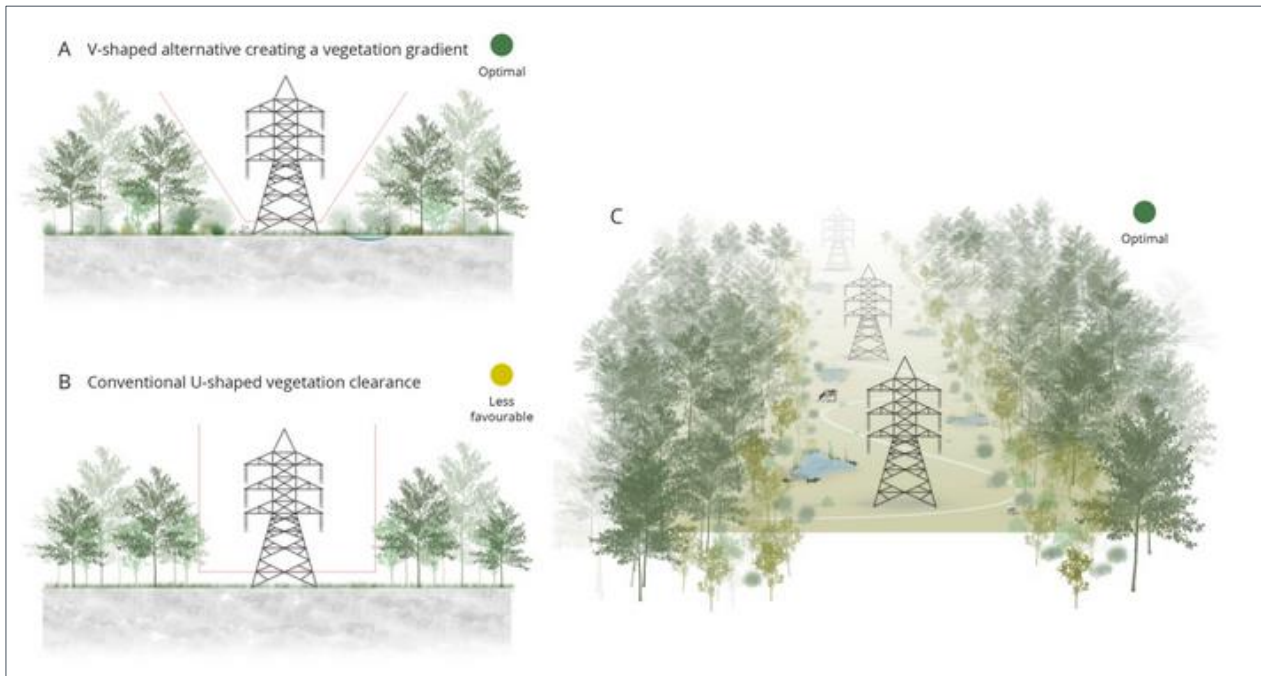 A V-shaped alternative creating a vegetation gradient
Optimal
B Conventional U-shaped vegetation clearance
Less
favourable
C
Optimal